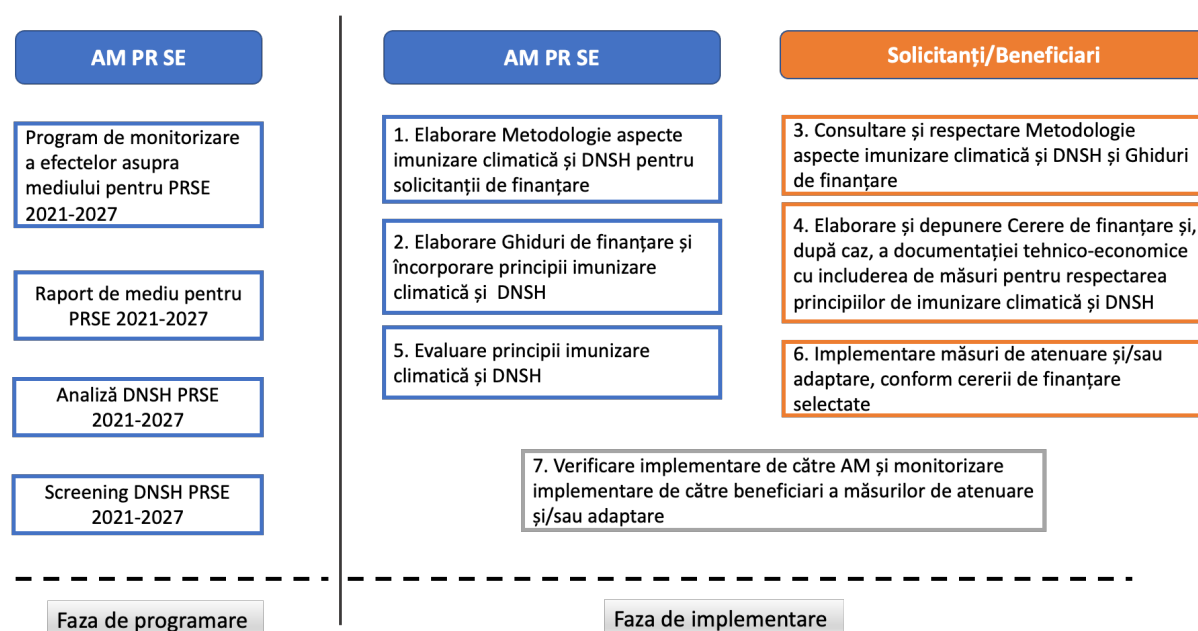 AM PR SE
Program de monitorizare
a efectelor asupra
mediului pentru PRSE
2021-2027
Raport de mediu pentru
PRSE 2021-2027
Analiză DNSH PRSE
2021-2027
Screening DNSH PRSE
2021-2027
Faza de programare
AM PR SE
1. Elaborare Metodologie aspecte
imunizare climatică și DNSH pentru
solicitanții de finanțare
2. Elaborare Ghiduri de finanțare și
încorporare principii imunizare
climatică și  DNSH
5. Evaluare principii imunizare
climatică și DNSH
Solicitanți/Beneficiari
3. Consultare și respectare Metodologie
aspecte imunizare climatică și DNSH și Ghiduri
de finanțare
4. Elaborare și depunere Cerere de finanțare și,
după caz, a documentației tehnico-economice
cu includerea de măsuri pentru respectarea
principiilor de imunizare climatică și DNSH
6. Implementare măsuri de atenuare și/sau
adaptare, conform cererii de finanțare
selectate
7. Verificare implementare de către AM și monitorizare
implementare de către beneficiari a măsurilor de atenuare
și/sau adaptare
Faza de implementare